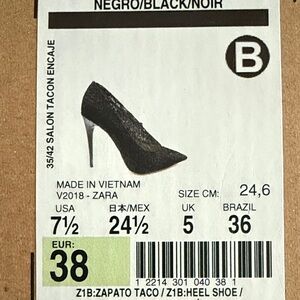 NEGRO/BLACK/NOIR
35/42 SALON TACON ENCAJE
B
MADE IN VIETNAM
V2018 - ZARA
SIZE CM: 24,6
USA 日本/MEX UK BRAZIL
7½ 24½ 5 36
EUR:
38
1 2214 301 040 38 1
Z1B:ZAPATO TACO / Z1B:HEEL SHOE /